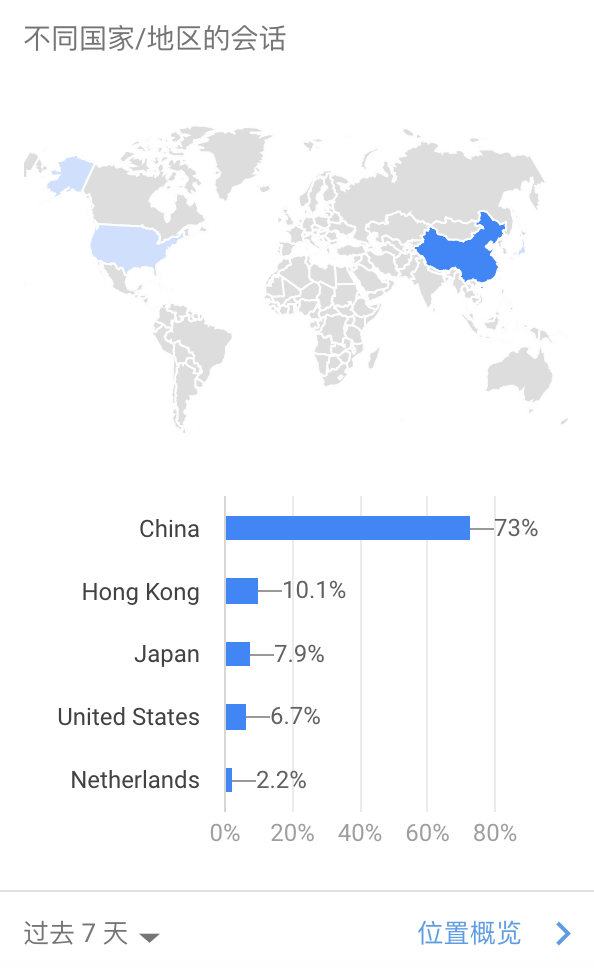 不同国家/地区的会话
China 73%
Hong Kong 10.1%
Japan 7.9%
United States 6.7%
Netherlands 2.2%
0% 20% 40% 60% 80%
过去 7 天 位置概览